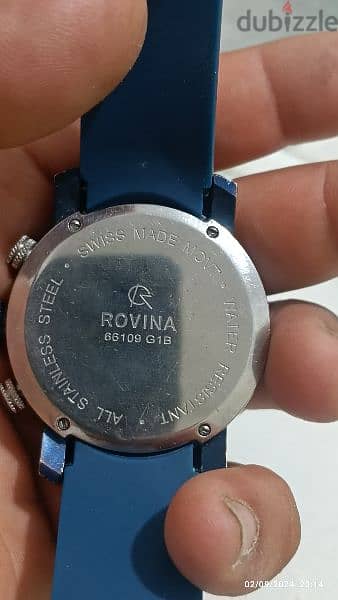 dubizzle
SWISS MADE MOVT • WATER RESISTANT • ALL STAINLESS STEEL •
ROVINA
66109 G1B
02/09/2024 23:14